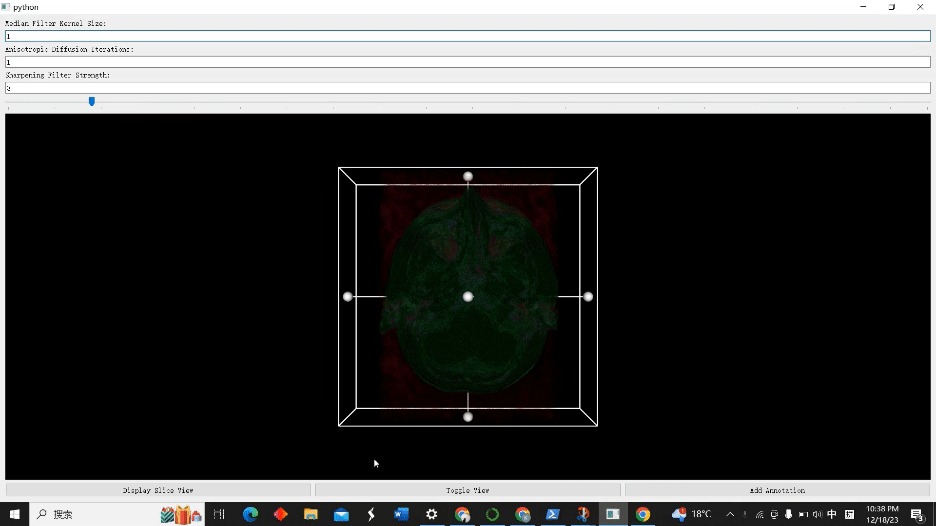 python
Median Filter Kernel Size:
1
Anisotropic Diffusion Iterations:
1
Sharpening Filter Strength:
3
Display Slice View
Toggle View
Add Annotation
搜索
18°C
中
10:38 PM
12/18/23
3